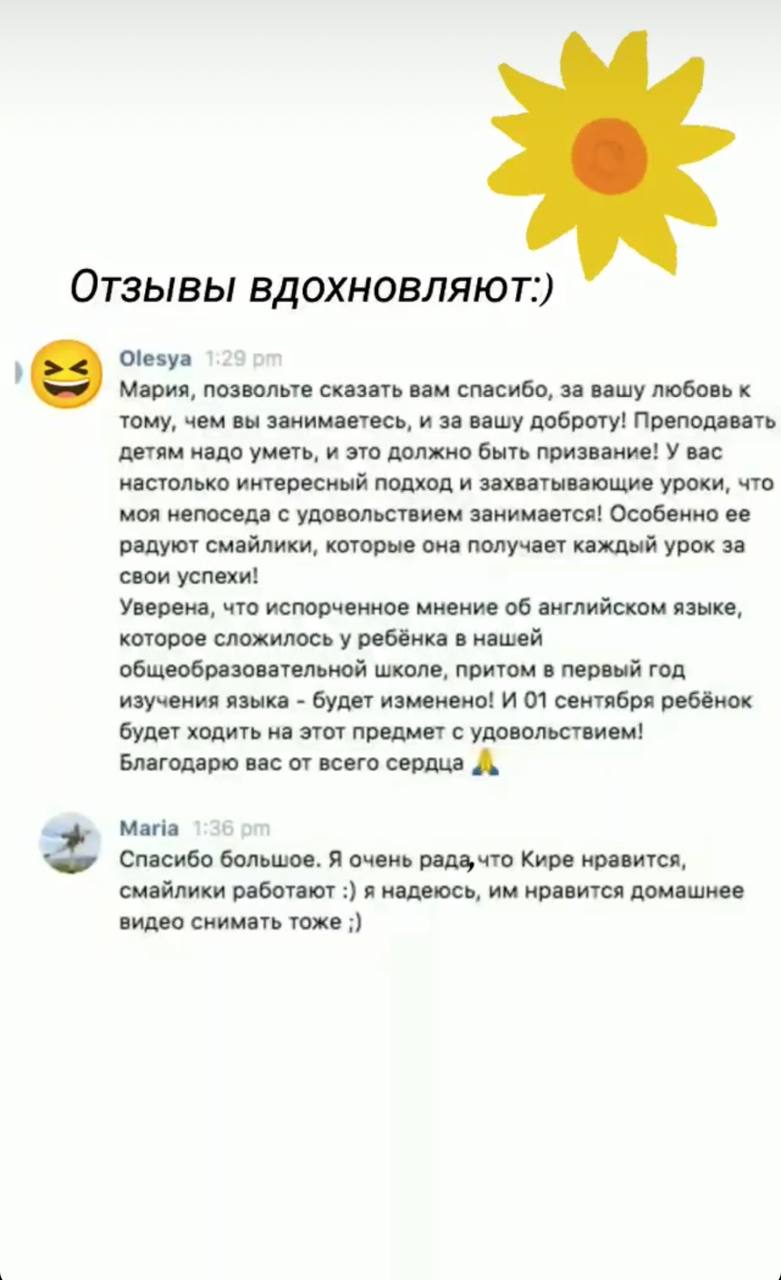 Отзывы вдохновляют:)
Olesya 1:29 pm
Мария, позвольте сказать вам спасибо, за вашу любовь к
тому, чем вы занимаетесь, и за вашу доброту! Преподавать
детям надо уметь, и это должно быть призвание! У вас
настолько интересный подход и захватывающие уроки, что
моя непоседа с удовольствием занимается! Особенно ее
радуют смайлики, которые она получает каждый урок за
свои успехи!
Уверена, что испорченное мнение об английском языке,
которое сложилось у ребёнка в нашей
общеобразовательной школе, притом в первый год
изучения языка - будет изменено! И 01 сентября ребёнок
будет ходить на этот предмет с удовольствием!
Благодарю вас от всего сердца 🙏
Maria 1:36 pm
Спасибо большое. Я очень рада,что Кире нравится,
смайлики работают :) я надеюсь, им нравится домашнее
видео снимать тоже ;)